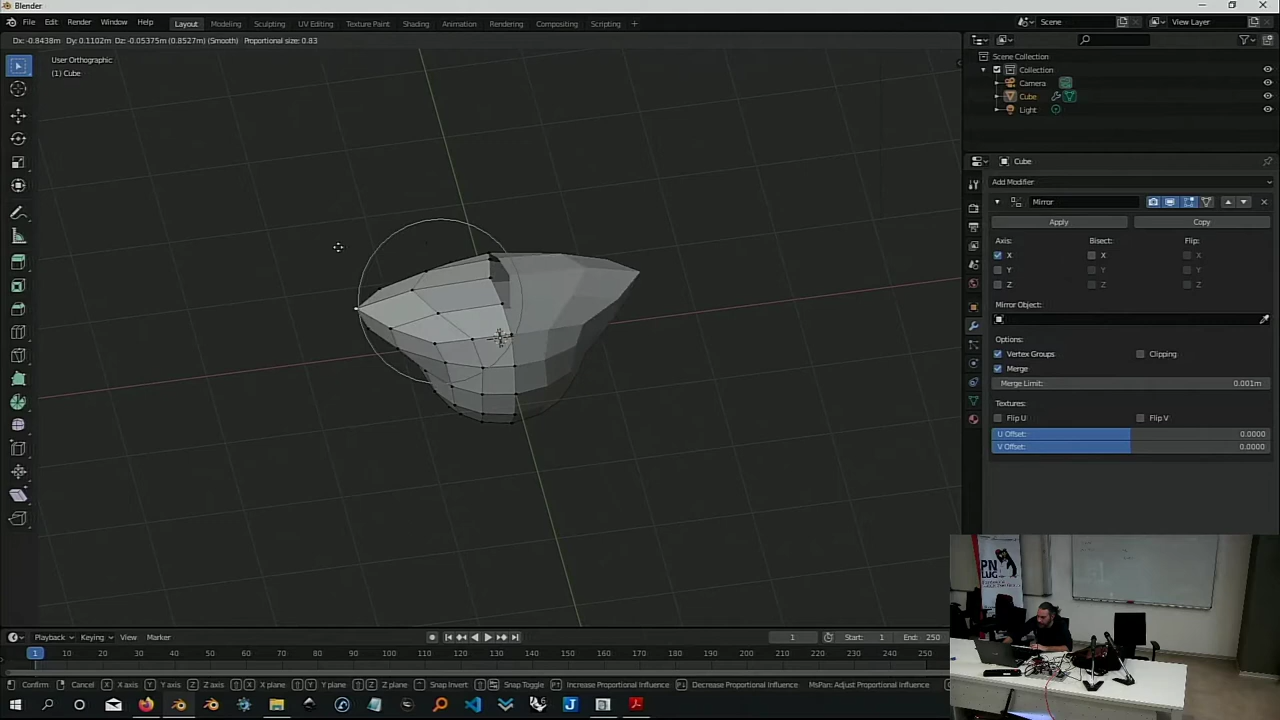 Blender
File Edit Render Window Help Layout Modeling Sculpting UV Editing Texture Paint Shading Animation Rendering Compositing Scripting + Scene View Layer
Dx: -0.8438m Dy: 0.1102m Dz: -0.05375m (0.8527m) (Smooth) Proportional size: 0.83
User Orthographic
(1) Cube
Scene Collection
Collection
Camera
Cube
Light
Cube
Add Modifier
Mirror
Apply Copy
Axis: Bisect: Flip:
X X X
Y Y Y
Z Z Z
Mirror Object:
Options:
Vertex Groups Clipping
Merge
Merge Limit: 0.001m
Textures:
Flip U Flip V
U Offset: 0.0000
V Offset: 0.0000
PN
LUG
Playback Keying View Marker 1 Start: 1 End: 250
1 10 20 30 40 50 60 70 80 90 100 110 120 130 140 150 160 170 180 190 200 210 220 230 240 250
Confirm Cancel X X axis Y Y axis Z Z axis X X plane Y Y plane Z Z plane Snap Invert Snap Toggle Increase Proportional Influence Decrease Proportional Influence MsPan: Adjust Proportional Influence